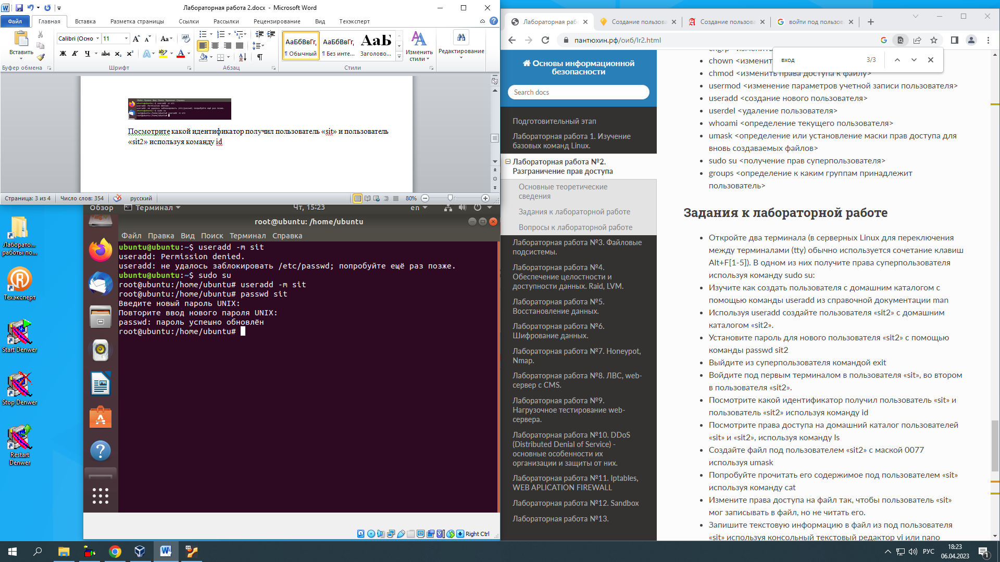 Лабораторная работа 2.docx - Microsoft Word
Файл
Главная
Вставка
Разметка страницы
Ссылки
Рассылки
Рецензирование
Вид
Техэксперт
Вставить
Calibri (Осно
11
Буфер обмена
Шрифт
Абзац
АаБбВвГг,
¶ Обычный
АаБбВвГг,
¶ Без инте...
АаБ
Заголово...
Изменить стили
Стили
Редактирование
Посмотрите какой идентификатор получил пользователь «sit» и пользователь
«sit2» используя команду id
Страница: 3 из 4
Число слов: 354
русский
80%
Лаборато...
работы по...
Техэксперт
Start Denwer
Stop Denwer
Restart
Denwer
Обзор
Терминал
Чт, 15:23
en
root@ubuntu: /home/ubuntu
Файл Правка Вид Поиск Терминал Справка
ubuntu@ubuntu:~$ useradd -m sit
useradd: Permission denied.
useradd: не удалось заблокировать /etc/passwd; попробуйте ещё раз позже.
ubuntu@ubuntu:~$ sudo su
root@ubuntu:/home/ubuntu# useradd -m sit
root@ubuntu:/home/ubuntu# passwd sit
Введите новый пароль UNIX:
Повторите ввод нового пароля UNIX:
passwd: пароль успешно обновлён
root@ubuntu:/home/ubuntu#
Right Ctrl
Лабораторная раб
Создание пользова
Создание пользова
войти под пользов
пантюхин.рф/оиб/lr2.html
вход
3/3
Основы информационной
безопасности
Search docs
Подготовительный этап
Лабораторная работа 1. Изучение
базовых команд Linux.
Лабораторная работа №2.
Разграничение прав доступа
Основные теоретические
сведения
Задания к лабораторной работе
Вопросы к лабораторной работе
Лабораторная работа №3. Файловые
подсистемы.
Лабораторная работа №4.
Обеспечение целостности и
доступности данных. Raid, LVM.
Лабораторная работа №5.
Восстановление данных.
Лабораторная работа №6.
Шифрование данных.
Лабораторная работа №7. Honeypot,
Nmap.
Лабораторная работа №8. ЛВС, web-
сервер с CMS.
Лабораторная работа №9.
Нагрузочное тестирование web-
сервера.
Лабораторная работа №10. DDoS
(Distributed Denial of Service) -
основные особенности их
организации и защиты от них.
Лабораторная работа №11. Iptables,
WEB APLICATION FIREWALL
Лабораторная работа №12. Sandbox
Лабораторная работа №13.
chown <изменит
chmod <изменить права доступа к файлу>
usermod <изменение параметров учетной записи пользователя>
useradd <создание нового пользователя>
userdel <удаление пользователя>
whoami <определение текущего пользователя>
umask <определение или установление маски прав доступа для
вновь создаваемых файлов>
sudo su <получение прав суперпользователя>
groups <определение к каким группам принадлежит
пользователь>
Задания к лабораторной работе
Откройте два терминала (в серверных Linux для переключения
между терминалами (tty) обычно используется сочетание клавиш
Alt+F[1-5]). В одном из них получите права суперпользователя
используя команду sudo su:
Изучите как создать пользователя с домашним каталогом с
помощью команды useradd из справочной документации man
Используя useradd создайте пользователя «sit2» с домашним
каталогом «sit2».
Установите пароль для нового пользователя «sit2» с помощью
команды passwd sit2
Выйдите из суперпользователя командой exit
Войдите под первым терминалом в пользователя «sit», во втором
в пользователя «sit2».
Посмотрите какой идентификатор получил пользователь «sit» и
пользователь «sit2» используя команду id
Посмотрите права доступа на домашний каталог пользователей
«sit» и «sit2», используя команду ls
Создайте файл под пользователем «sit2» с маской 0077
используя umask
Попробуйте прочитать его содержимое под пользователем «sit»
используя команду cat
Измените права доступа на файл так, чтобы пользователь «sit»
мог записывать в файл, но не читать его.
Запишите текстовую информацию в файл из под пользователя
«sit» используя консольный текстовый редактор vi или nano
РУС
18:23
06.04.2023
1